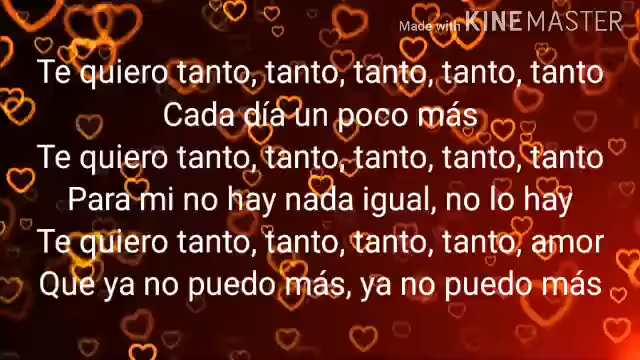 Made with KINEMASTER
Te quiero tanto, tanto, tanto, tanto, tanto
Cada día un poco más
Te quiero tanto, tanto, tanto, tanto, tanto
Para mi no hay nada igual, no lo hay
Te quiero tanto, tanto, tanto, tanto, amor
Que ya no puedo más, ya no puedo más